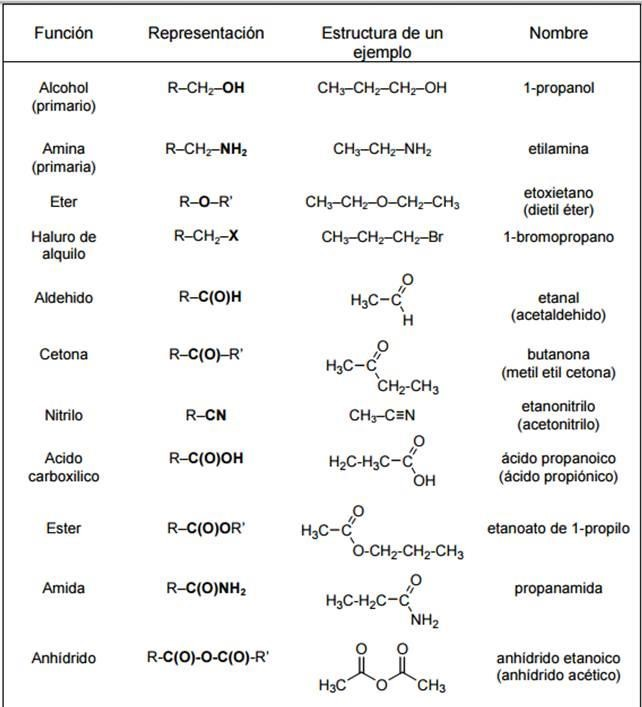 Función Representación Estructura de un ejemplo Nombre
Alcohol (primario) R–CH₂–OH CH₃–CH₂–CH₂–OH 1-propanol
Amina (primaria) R–CH₂–NH₂ CH₃–CH₂–NH₂ etilamina
Eter R–O–R' CH₃–CH₂–O–CH₂–CH₃ etoxietano (dietil éter)
Haluro de alquilo R–CH₂–X CH₃–CH₂–CH₂–Br 1-bromopropano
Aldehido R–C(O)H H₃C–C O H etanal (acetaldehido)
Cetona R–C(O)–R' H₃C–C O CH₂-CH₃ butanona (metil etil cetona)
Nitrilo R–CN CH₃–C≡N etanonitrilo (acetonitrilo)
Acido carboxilico R–C(O)OH H₂C-H₃C–C O OH ácido propanoico (ácido propiónico)
Ester R–C(O)OR' H₃C–C O O-CH₂-CH₂-CH₃ etanoato de 1-propilo
Amida R–C(O)NH₂ H₃C-H₂C–C O NH₂ propanamida
Anhídrido R-C(O)-O-C(O)-R' O O H₃C O CH₃ anhídrido etanoico (anhídrido acético)